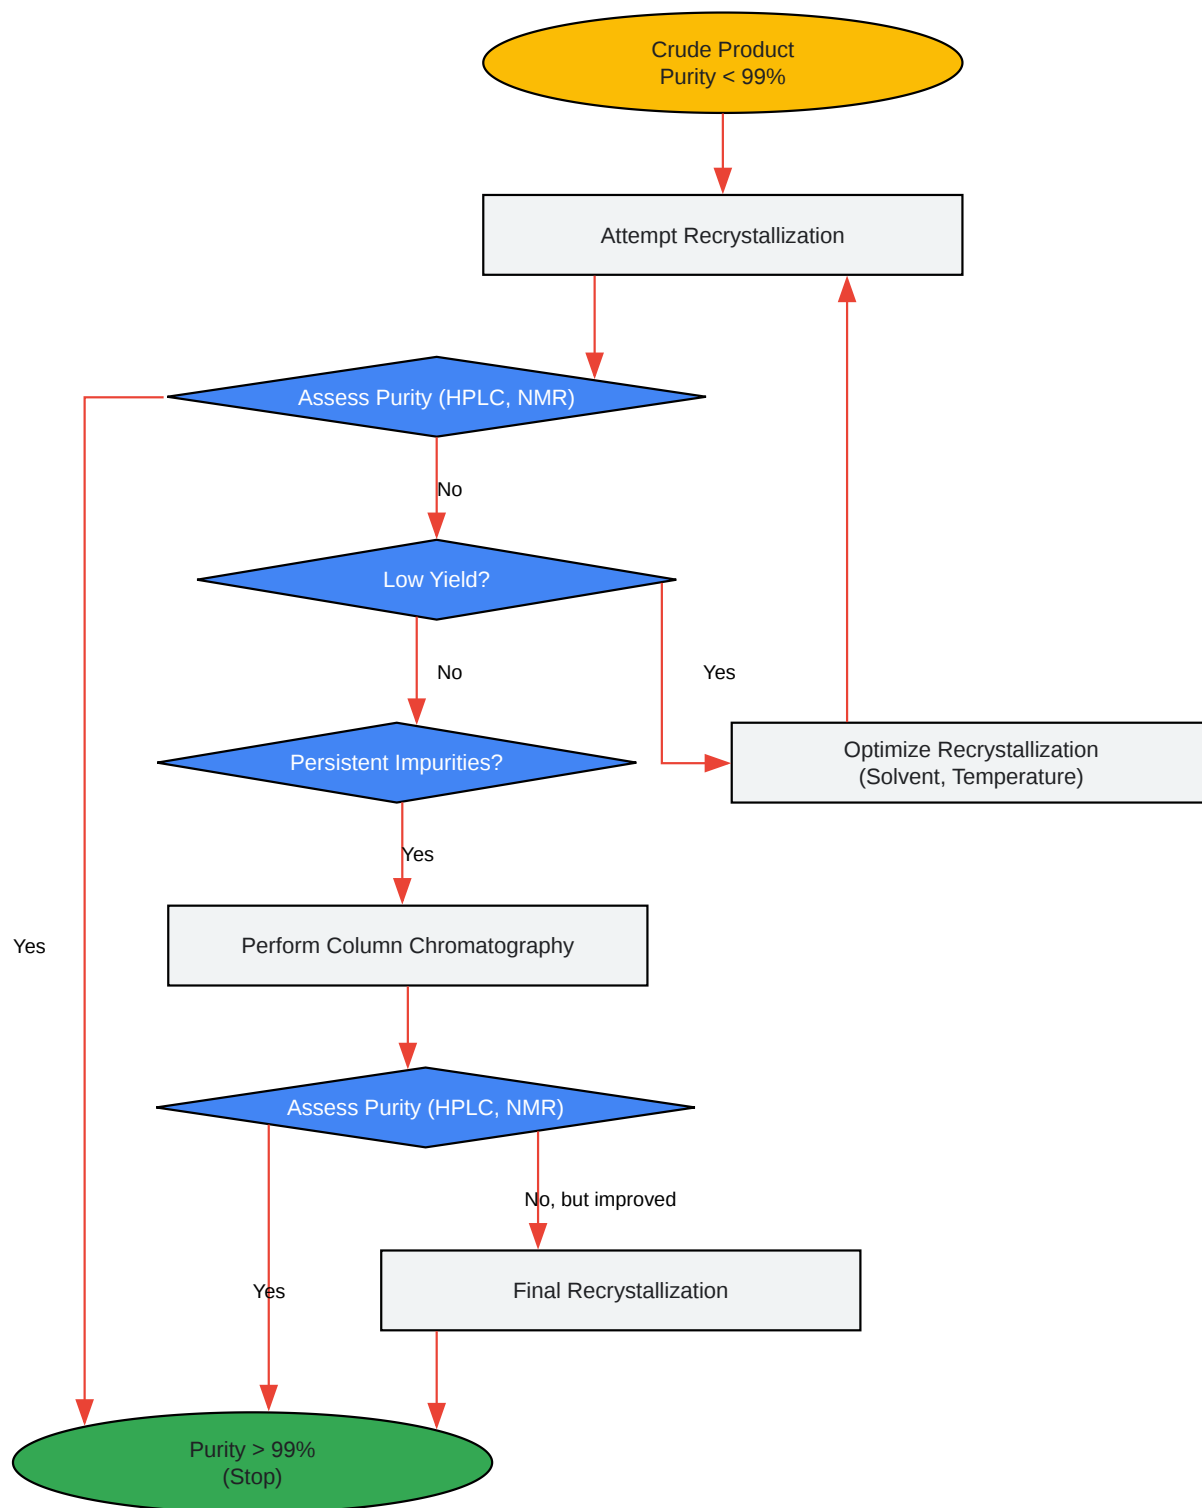 Crude Product
Purity < 99%
Attempt Recrystallization
Assess Purity (HPLC, NMR)
No
Low Yield?
No
Yes
Persistent Impurities?
Optimize Recrystallization
(Solvent, Temperature)
Yes
Perform Column Chromatography
Yes
Assess Purity (HPLC, NMR)
No, but improved
Final Recrystallization
Yes
Purity > 99%
(Stop)